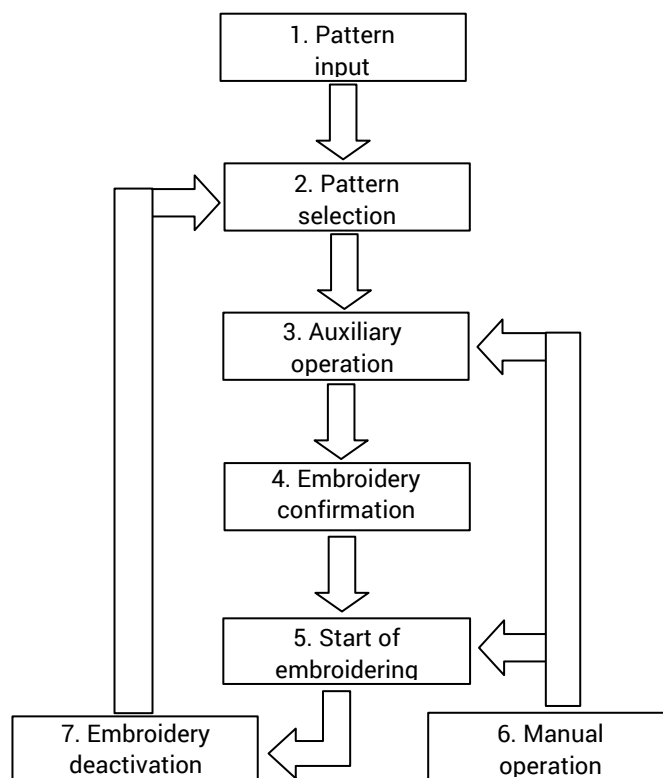 1. Pattern
input
2. Pattern
selection
3. Auxiliary
operation
4. Embroidery
confirmation
5. Start of
embroidering
7. Embroidery
deactivation
6. Manual
operation